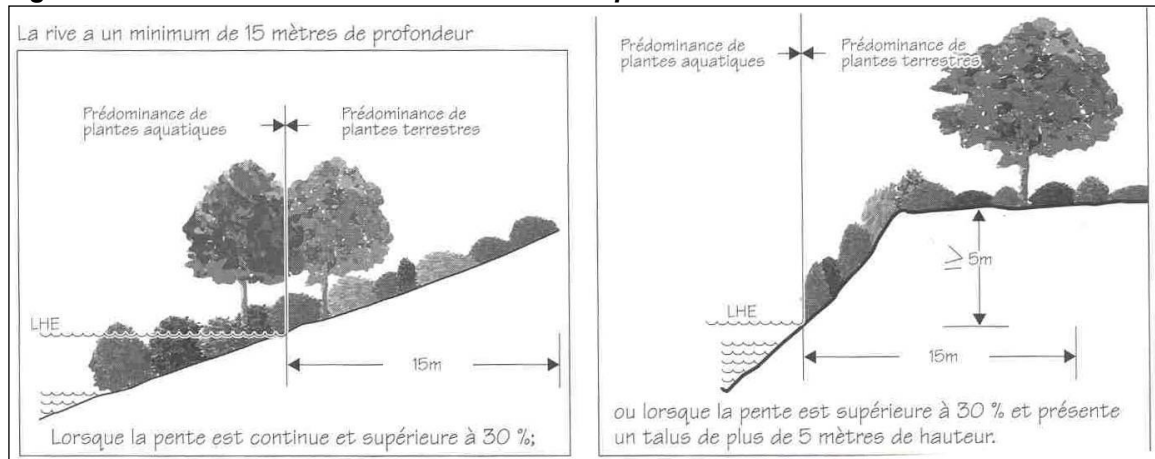 La rive a un minimum de 15 mètres de profondeur
Prédominance de
plantes aquatiques
Prédominance de
plantes terrestres
LHE
15m
Lorsque la pente est continue et supérieure à 30 %;
Prédominance de
plantes aquatiques
Prédominance de
plantes terrestres
≥ 5m
LHE
15m
ou lorsque la pente est supérieure à 30 % et présente
un talus de plus de 5 mètres de hauteur.